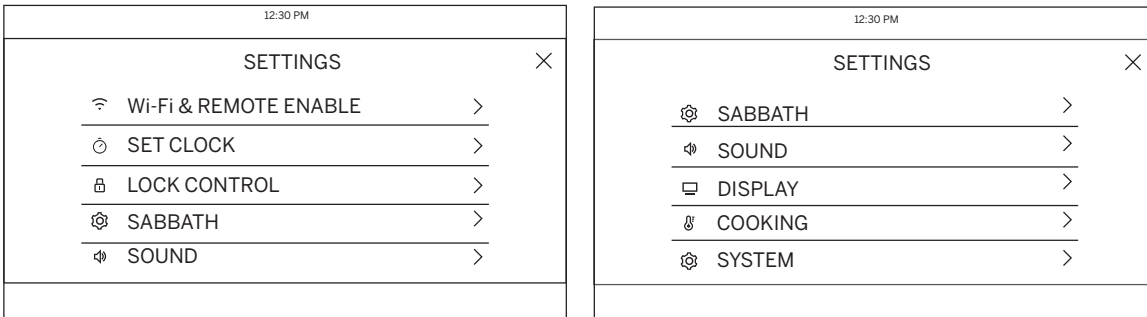 12:30 PM
SETTINGS
Wi-Fi & REMOTE ENABLE
SET CLOCK
LOCK CONTROL
SABBATH
SOUND
12:30 PM
SETTINGS
SABBATH
SOUND
DISPLAY
COOKING
SYSTEM